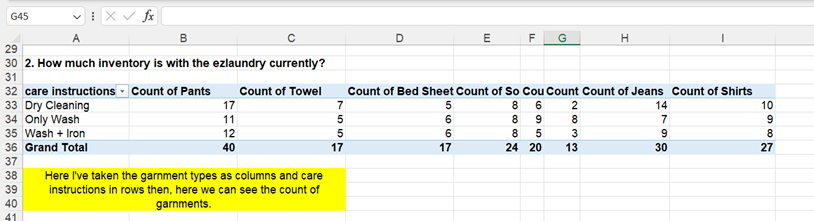 G45 fx
A B C D E F G H I
29
30 2. How much inventory is with the ezlaundry currently?
31
32 care instructions Count of Pants Count of Towel Count of Bed Sheet Count of So Cou Count Count of Jeans Count of Shirts
33 Dry Cleaning 17 7 5 8 6 2 14 10
34 Only Wash 11 5 6 8 9 8 7 9
35 Wash + Iron 12 5 6 8 5 3 9 8
36 Grand Total 40 17 17 24 20 13 30 27
37
38 Here I've taken the garnment types as columns and care
39 instructions in rows then, here we can see the count of
40 garnments.
41